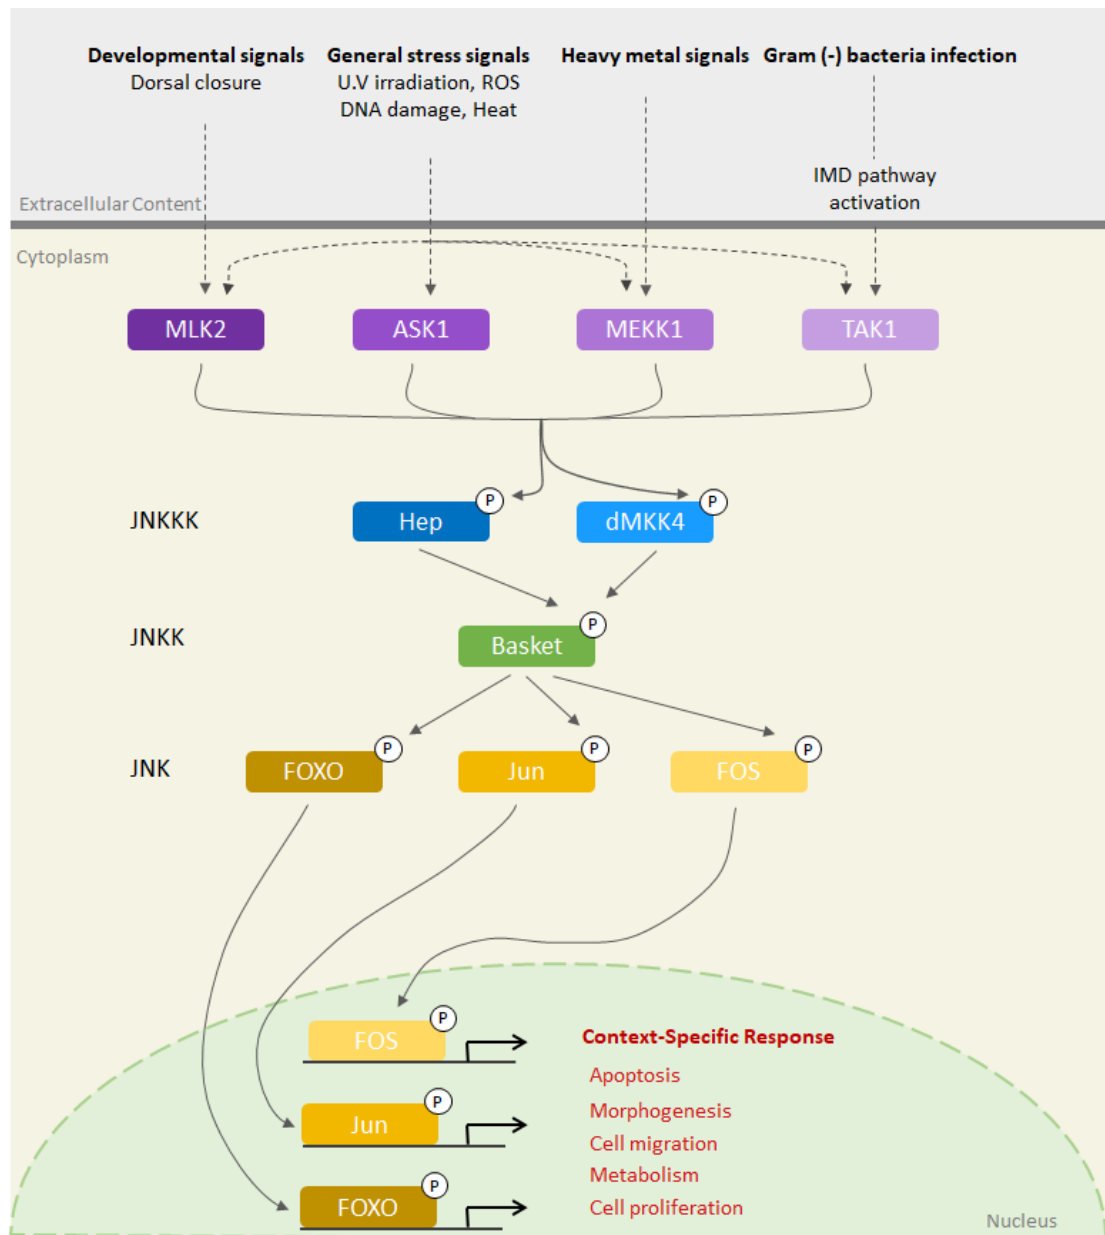 Developmental signals
Dorsal closure
General stress signals
U.V irradiation, ROS
DNA damage, Heat
Heavy metal signals
Gram (-) bacteria infection
IMD pathway
activation
Extracellular Content
Cytoplasm
MLK2
ASK1
MEKK1
TAK1
JNKKK
Hep
P
dMKK4
P
JNKK
Basket
P
JNK
FOXO
P
Jun
P
FOS
P
FOS
P
Jun
P
FOXO
P
Context-Specific Response
Apoptosis
Morphogenesis
Cell migration
Metabolism
Cell proliferation
Nucleus